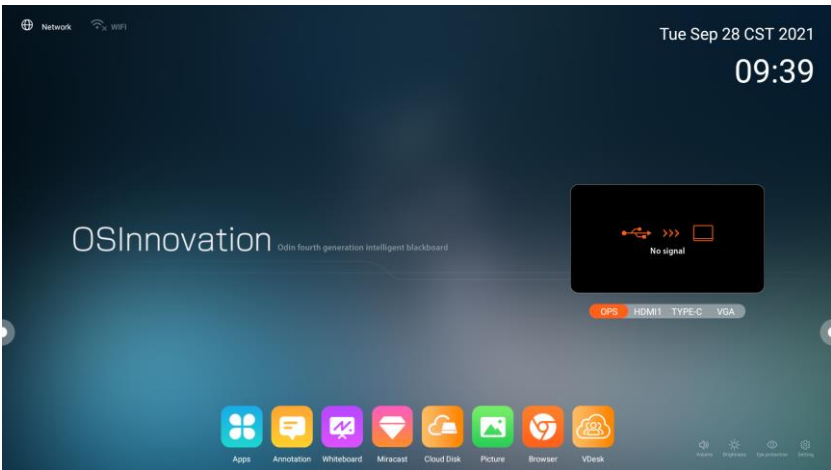 Network
WIFI
Tue Sep 28 CST 2021
09:39
OSInnovation
Odin fourth generation intelligent blackboard
No signal
OPS HDMI1 TYPE-C VGA
Apps Annotation Whiteboard Miracast Cloud Disk Picture Browser VDesk
Volume Brightness Eye protection Setting